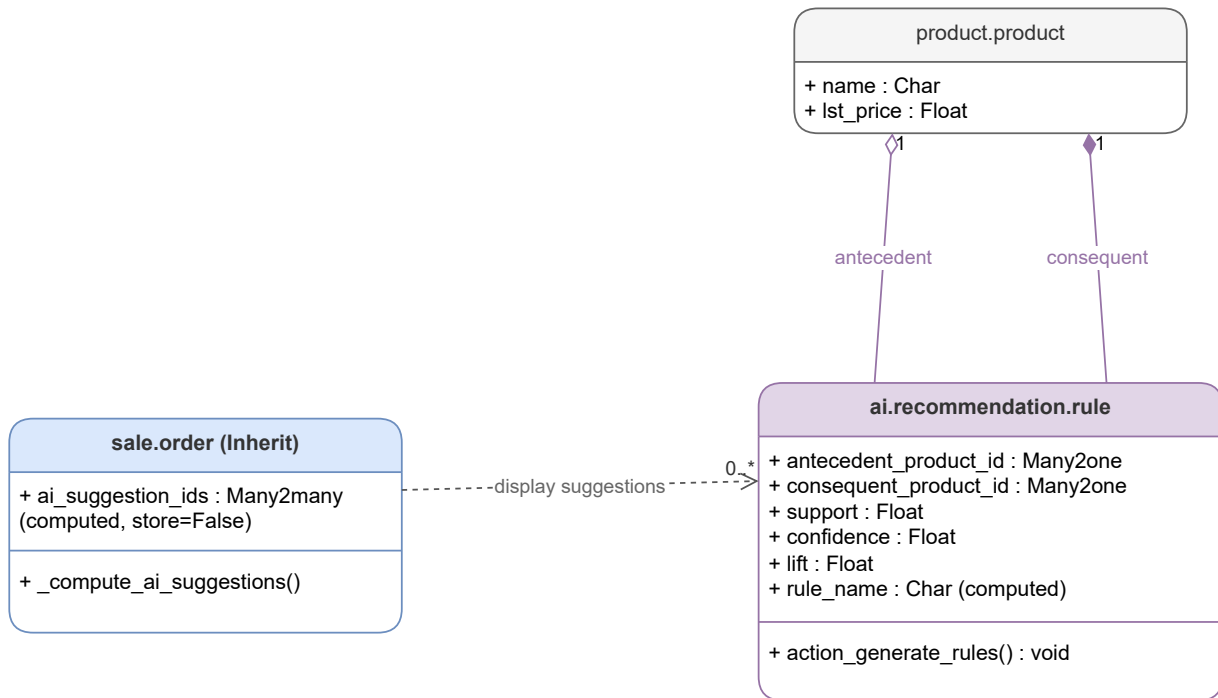 product.product
+ name : Char
+ lst_price : Float
1
1
antecedent
consequent
ai.recommendation.rule
+ antecedent_product_id : Many2one
+ consequent_product_id : Many2one
+ support : Float
+ confidence : Float
+ lift : Float
+ rule_name : Char (computed)
+ action_generate_rules() : void
sale.order (Inherit)
+ ai_suggestion_ids : Many2many
(computed, store=False)
+ _compute_ai_suggestions()
display suggestions
0..*